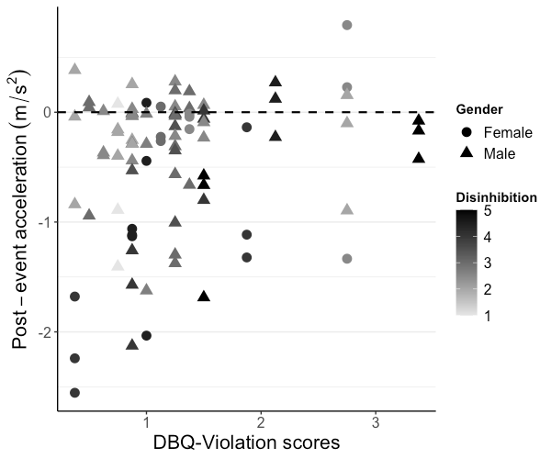 Post − event acceleration (m/s²)
0
-1
-2
1
2
3
DBQ-Violation scores
Gender
Female
Male
Disinhibition
5
4
3
2
1